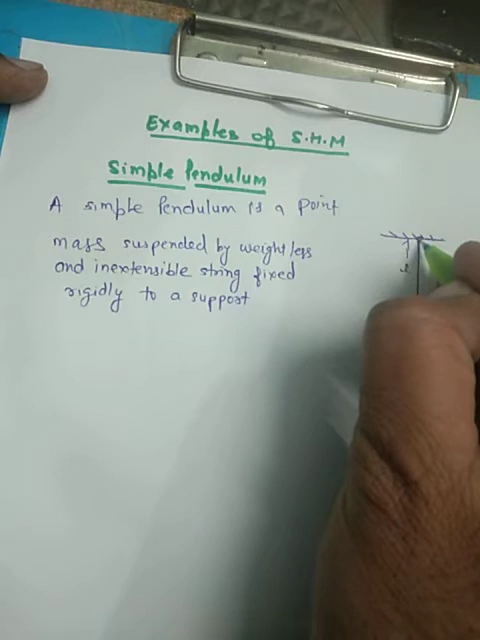 Examples of S.H.M
Simple Pendulum
A simple Pendulum is a Point
mass suspended by weightless
and inextensible string fixed
rigidly to a support
l